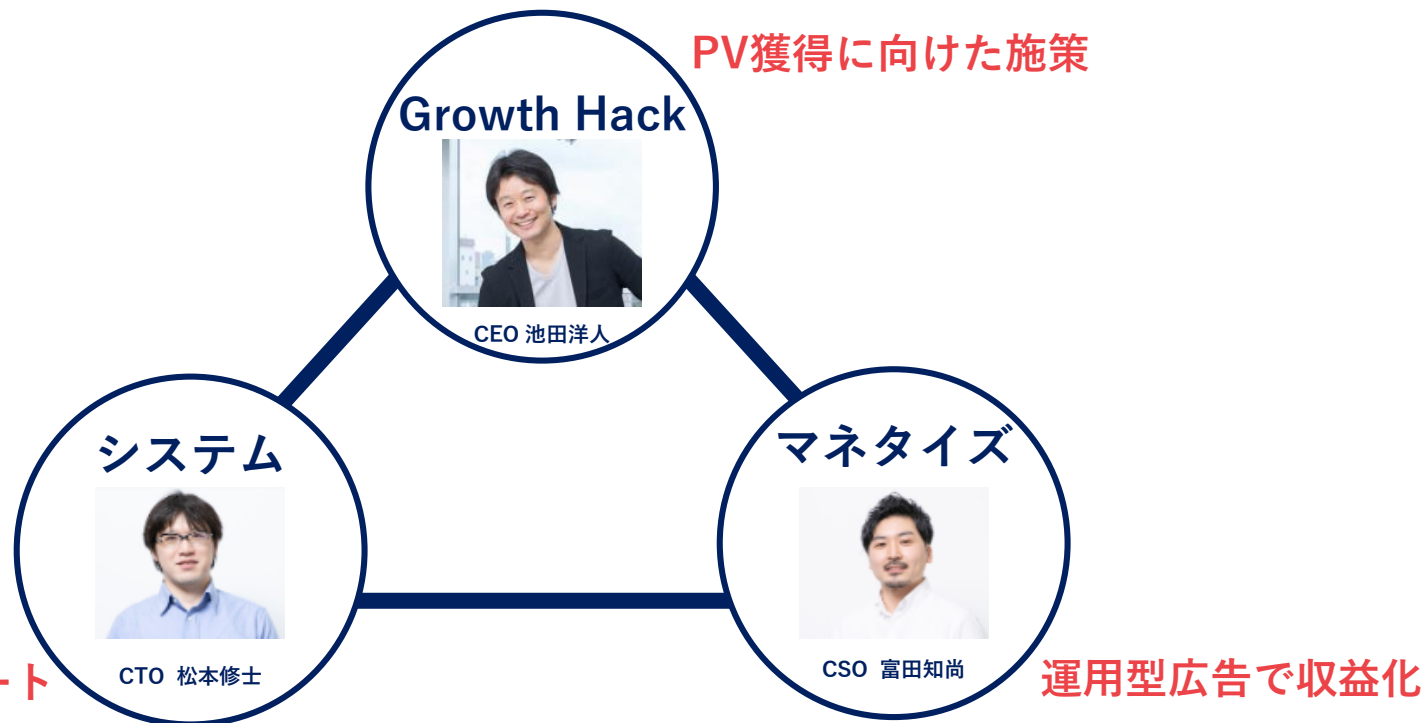 PV獲得に向けた施策
Growth Hack
CEO 池田洋人
システム
マネタイズ
CTO 松本修士
CSO 富田知尚
ート
運用型広告で収益化